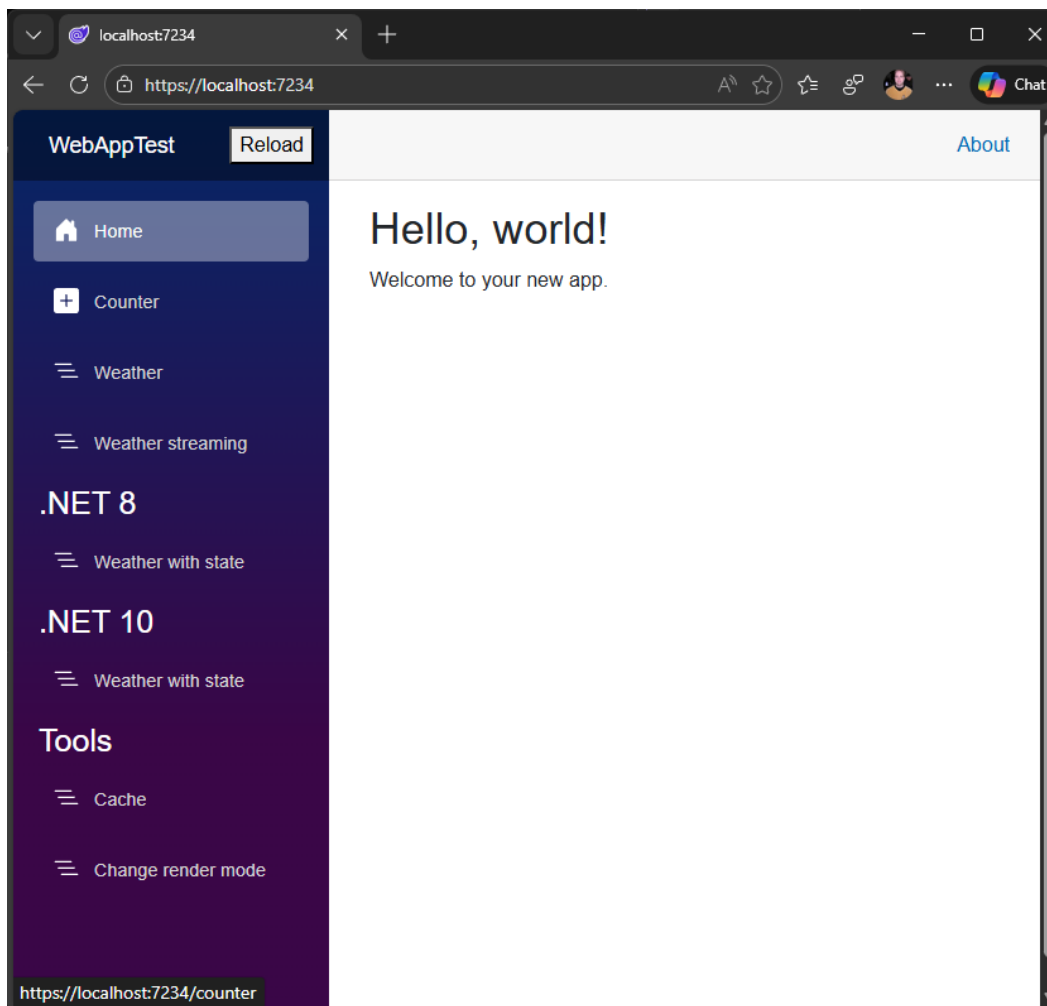 localhost:7234
https://localhost:7234
Chat
WebAppTest
Reload
About
Home
Counter
Weather
Weather streaming
.NET 8
Weather with state
.NET 10
Weather with state
Tools
Cache
Change render mode
Hello, world!
Welcome to your new app.
https://localhost:7234/counter